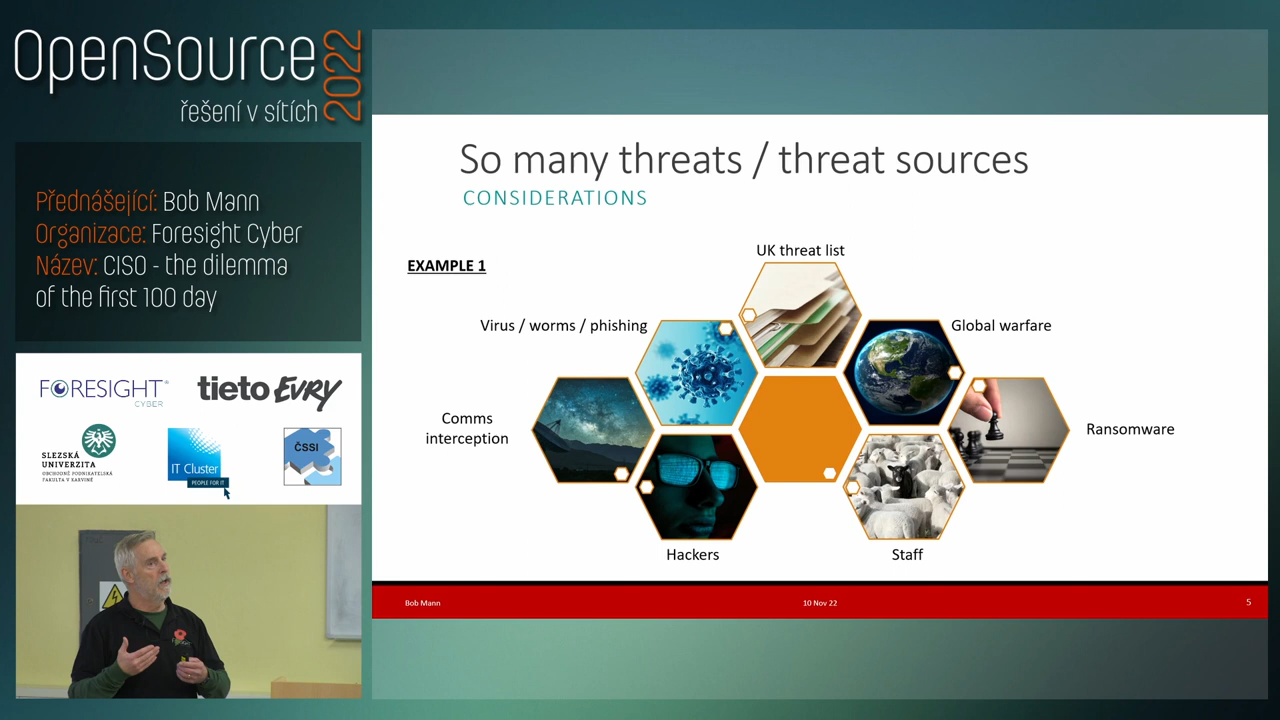 OpenSource 2022
řešení v sítích
Přednášející: Bob Mann
Organizace: Foresight Cyber
Název: CISO - the dilemma
of the first 100 day
FORESIGHT®
CYBER
tieto Evry
SLEZSKÁ
UNIVERZITA
OBCHODNĚ PODNIKATELSKÁ
FAKULTA V KARVINÉ
IT Cluster
PEOPLE FOR IT
ČSSI
So many threats / threat sources
CONSIDERATIONS
EXAMPLE 1
UK threat list
Virus / worms / phishing
Global warfare
Comms
interception
Ransomware
Hackers
Staff
Bob Mann
10 Nov 22
5